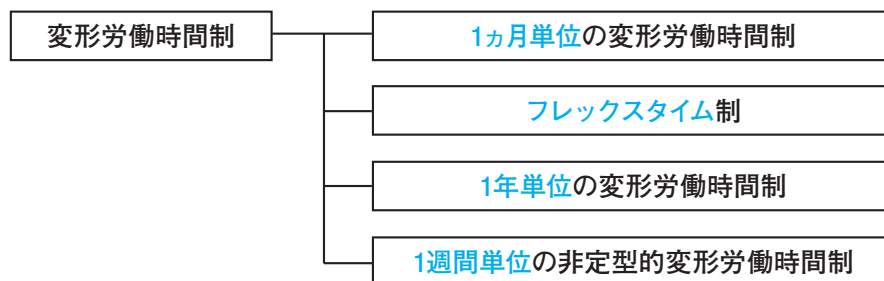 変形労働時間制
1ヵ月単位の変形労働時間制
フレックスタイム制
1年単位の変形労働時間制
1週間単位の非定型的変形労働時間制